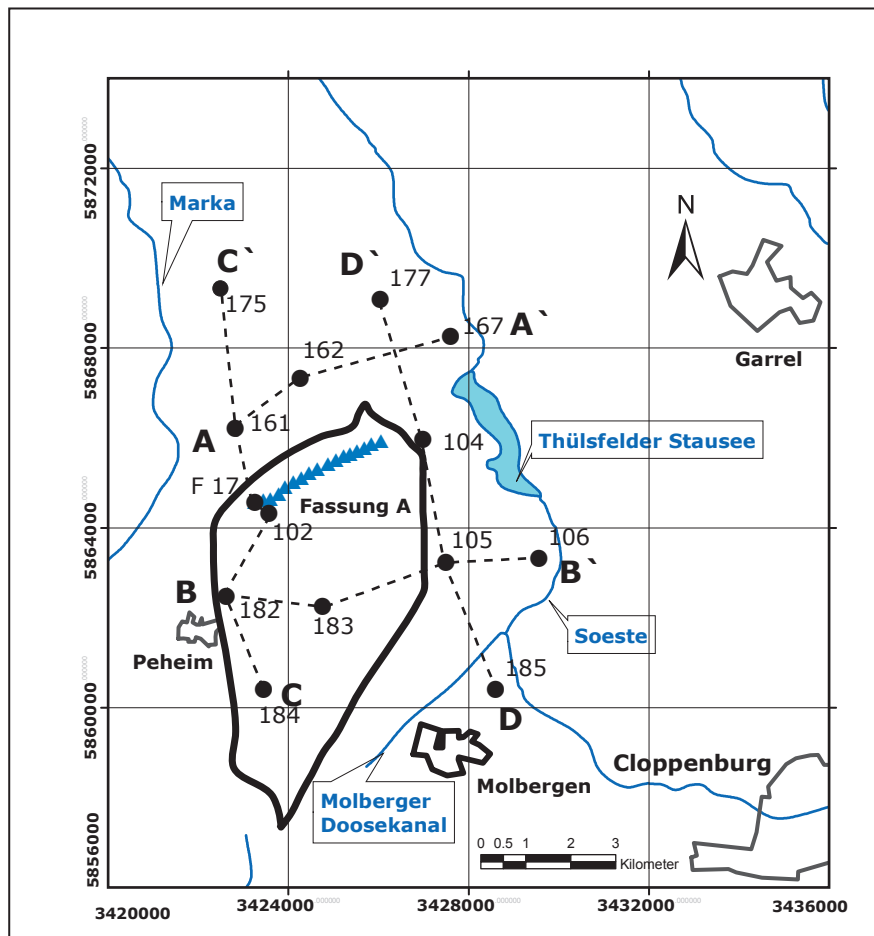 N
5872000
5868000
5864000
5860000
5856000
Marka
C`
175
D`
177
167
A`
162
Garrel
A
161
104
Thülsfelder Stausee
F 17
Fassung A
102
105
106
B`
B
182
183
Soeste
Peheim
185
C
184
D
Cloppenburg
Molbergen
Molberger
Doosekanal
0 0.5 1 2 3
Kilometer
3420000
3424000
3428000
3432000
3436000